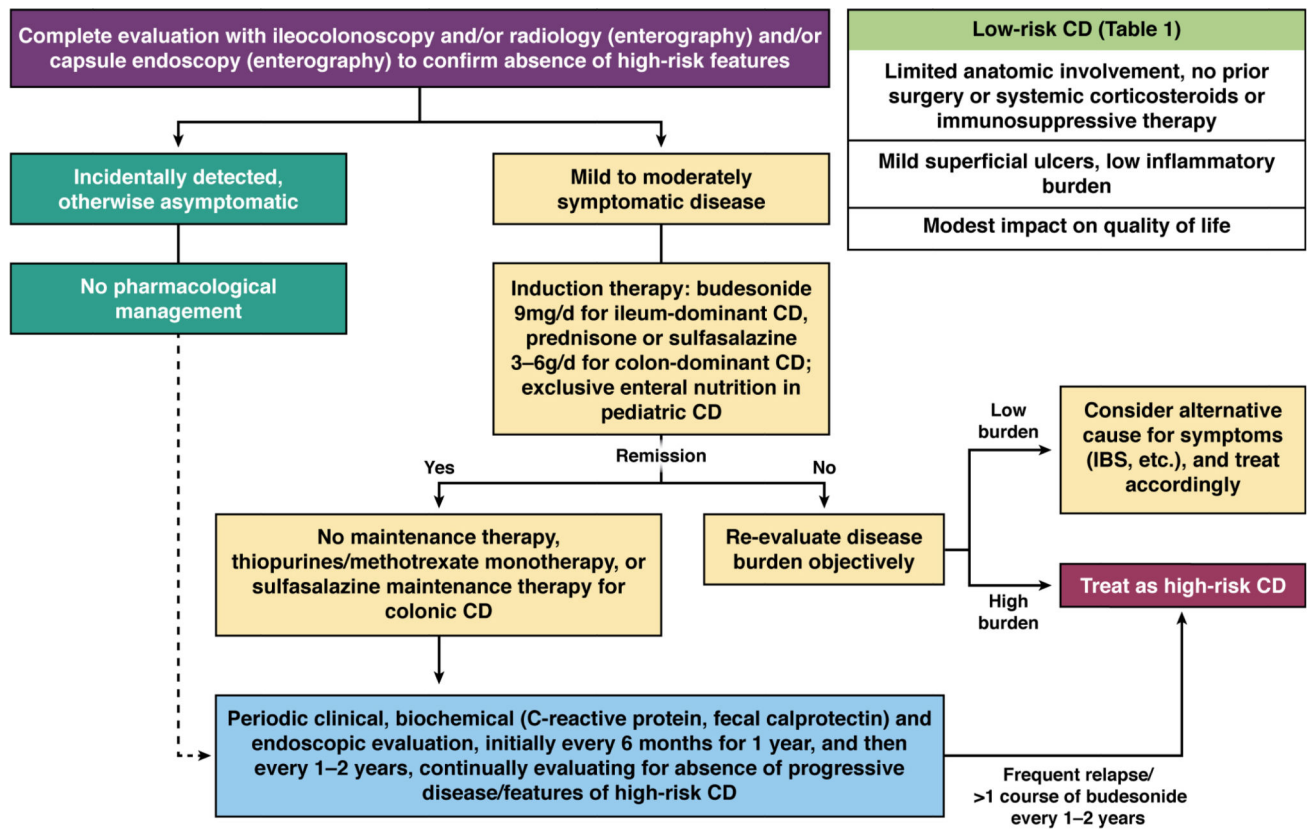 Complete evaluation with ileocolonoscopy and/or radiology (enterography) and/or
capsule endoscopy (enterography) to confirm absence of high-risk features
Low-risk CD (Table 1)
Limited anatomic involvement, no prior
surgery or systemic corticosteroids or
immunosuppressive therapy
Mild superficial ulcers, low inflammatory
burden
Modest impact on quality of life
Incidentally detected,
otherwise asymptomatic
Mild to moderately
symptomatic disease
No pharmacological
management
Induction therapy: budesonide
9mg/d for ileum-dominant CD,
prednisone or sulfasalazine
3–6g/d for colon-dominant CD;
exclusive enteral nutrition in
pediatric CD
Remission
Yes
No
No maintenance therapy,
thiopurines/methotrexate monotherapy, or
sulfasalazine maintenance therapy for
colonic CD
Re-evaluate disease
burden objectively
Low
burden
Consider alternative
cause for symptoms
(IBS, etc.), and treat
accordingly
High
burden
Treat as high-risk CD
Periodic clinical, biochemical (C-reactive protein, fecal calprotectin) and
endoscopic evaluation, initially every 6 months for 1 year, and then
every 1–2 years, continually evaluating for absence of progressive
disease/features of high-risk CD
Frequent relapse/
>1 course of budesonide
every 1–2 years